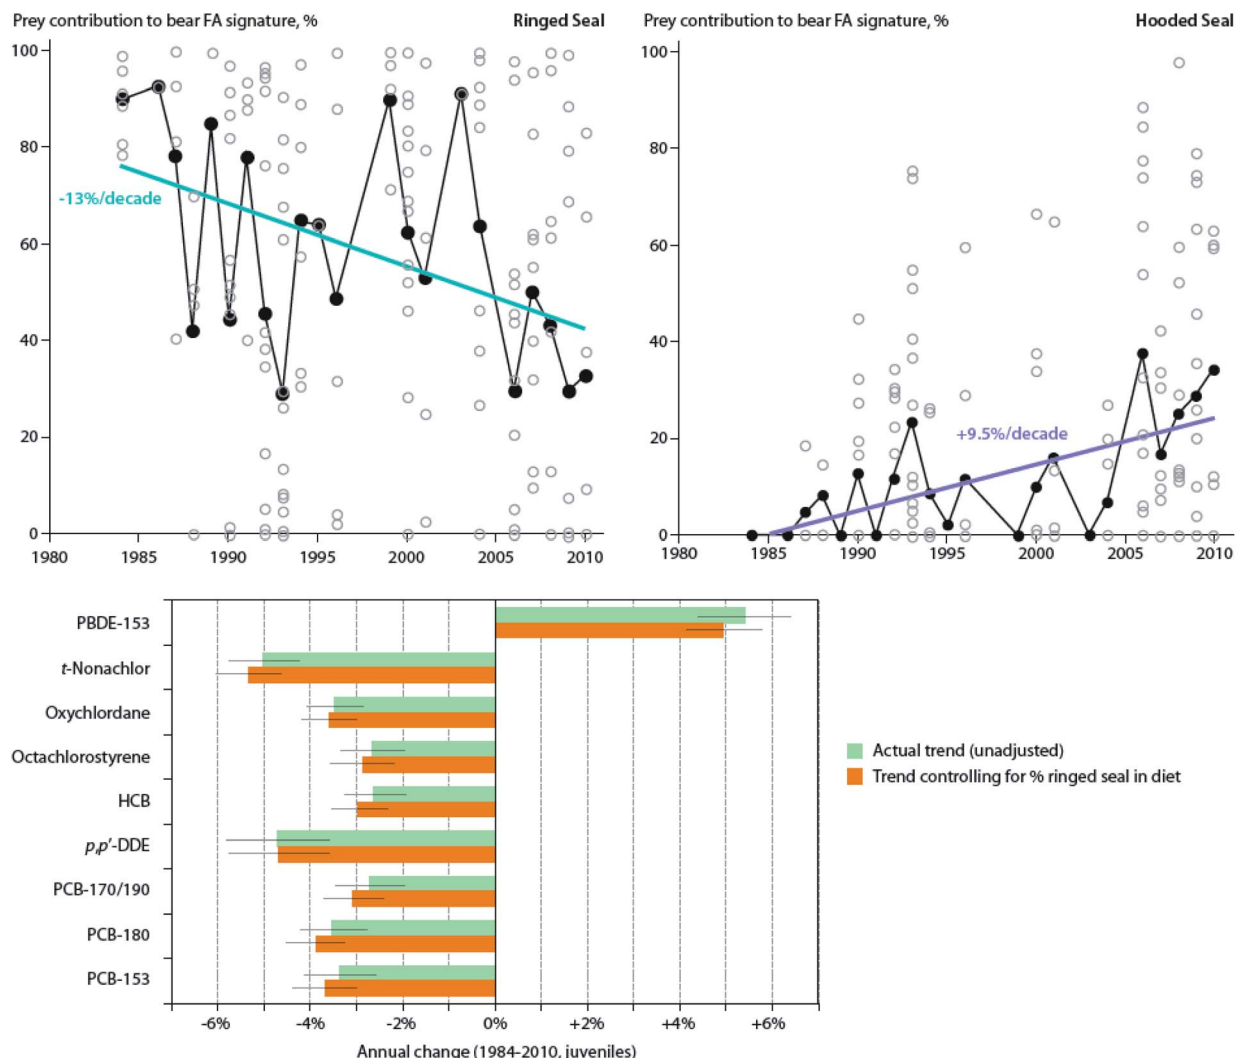 Prey contribution to bear FA signature, % Ringed Seal
100
80
60
40
20
0
-13%/decade
1980 1985 1990 1995 2000 2005 2010
Prey contribution to bear FA signature, % Hooded Seal
100
80
60
40
20
0
+9.5%/decade
1980 1985 1990 1995 2000 2005 2010
PBDE-153
t-Nonachlor
Oxychlordane
Octachlorostyrene
HCB
p,p'-DDE
PCB-170/190
PCB-180
PCB-153
-6% -4% -2% 0% +2% +4% +6%
Annual change (1984-2010, juveniles)
Actual trend (unadjusted)
Trend controlling for % ringed seal in diet